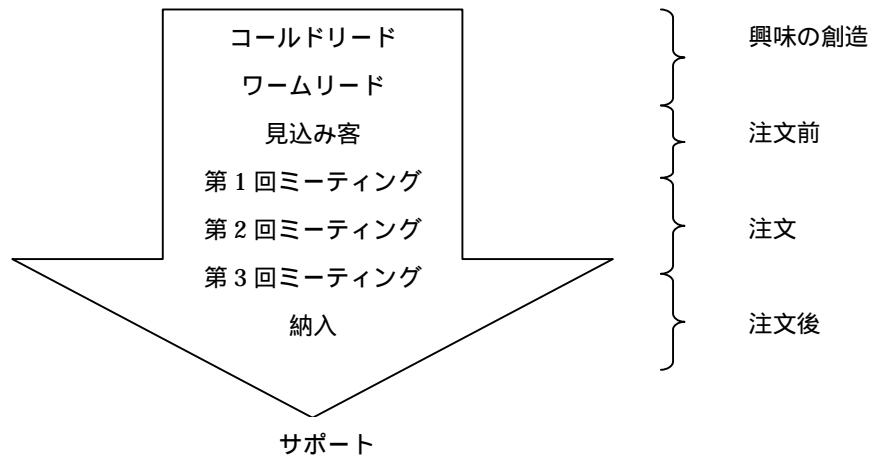 コールドリード
興味の創造
ワームリード
見込み客
注文前
第1回ミーティング
第2回ミーティング
注文
第3回ミーティング
納入
注文後
サポート